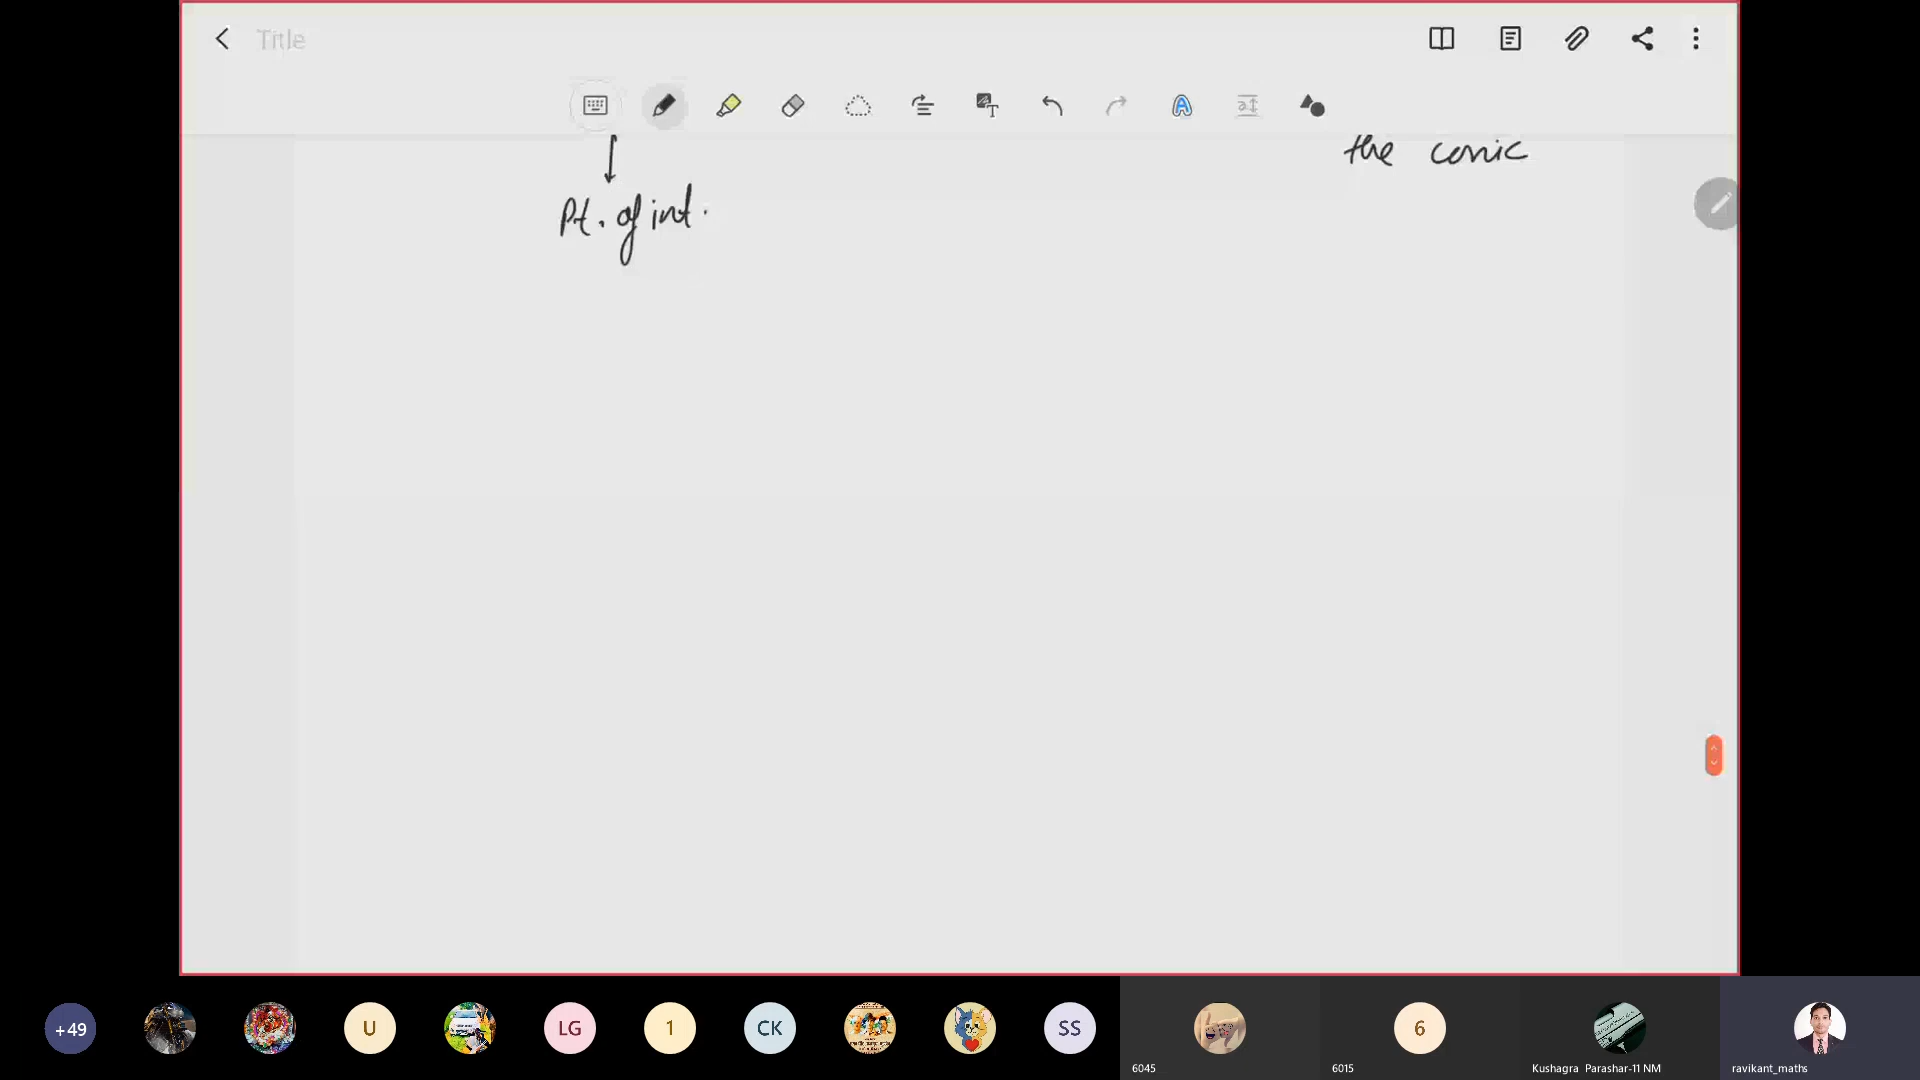 Title
the conic
Pt. of int.
+49
U
LG
1
CK
SS
6
6045
6015
Kushagra Parashar-11 NM
ravikant_maths